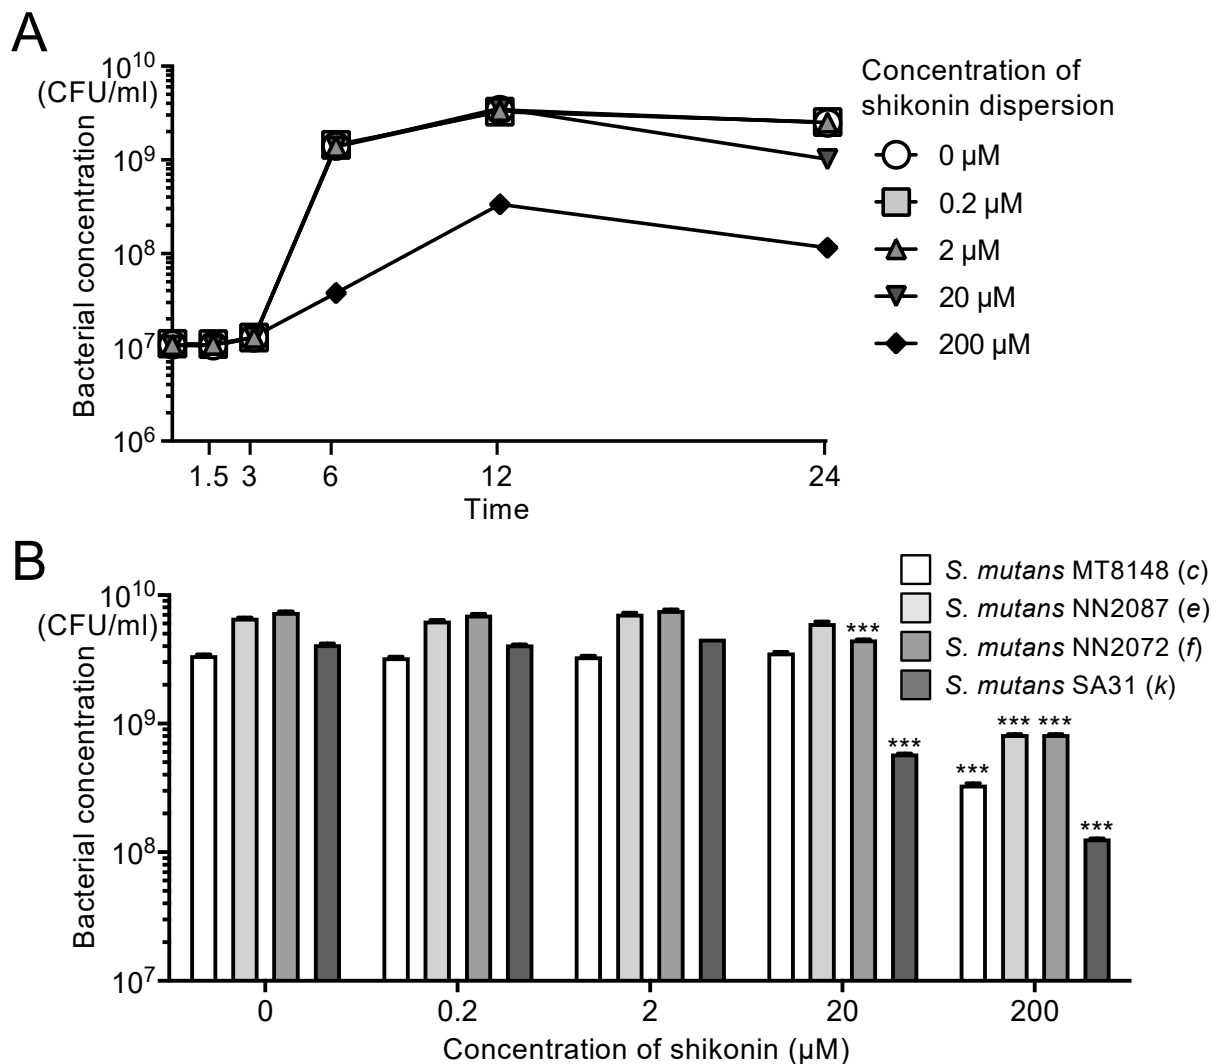 A
10^10
(CFU/ml)
10^9
10^8
10^7
10^6
Bacterial concentration
1.5 3 6 12 24
Time
Concentration of
shikonin dispersion
0 µM
0.2 µM
2 µM
20 µM
200 µM
B
10^10
(CFU/ml)
10^9
10^8
10^7
Bacterial concentration
S. mutans MT8148 (c)
S. mutans NN2087 (e)
S. mutans NN2072 (f)
S. mutans SA31 (k)
***
***
***
*** ***
***
0 0.2 2 20 200
Concentration of shikonin (µM)